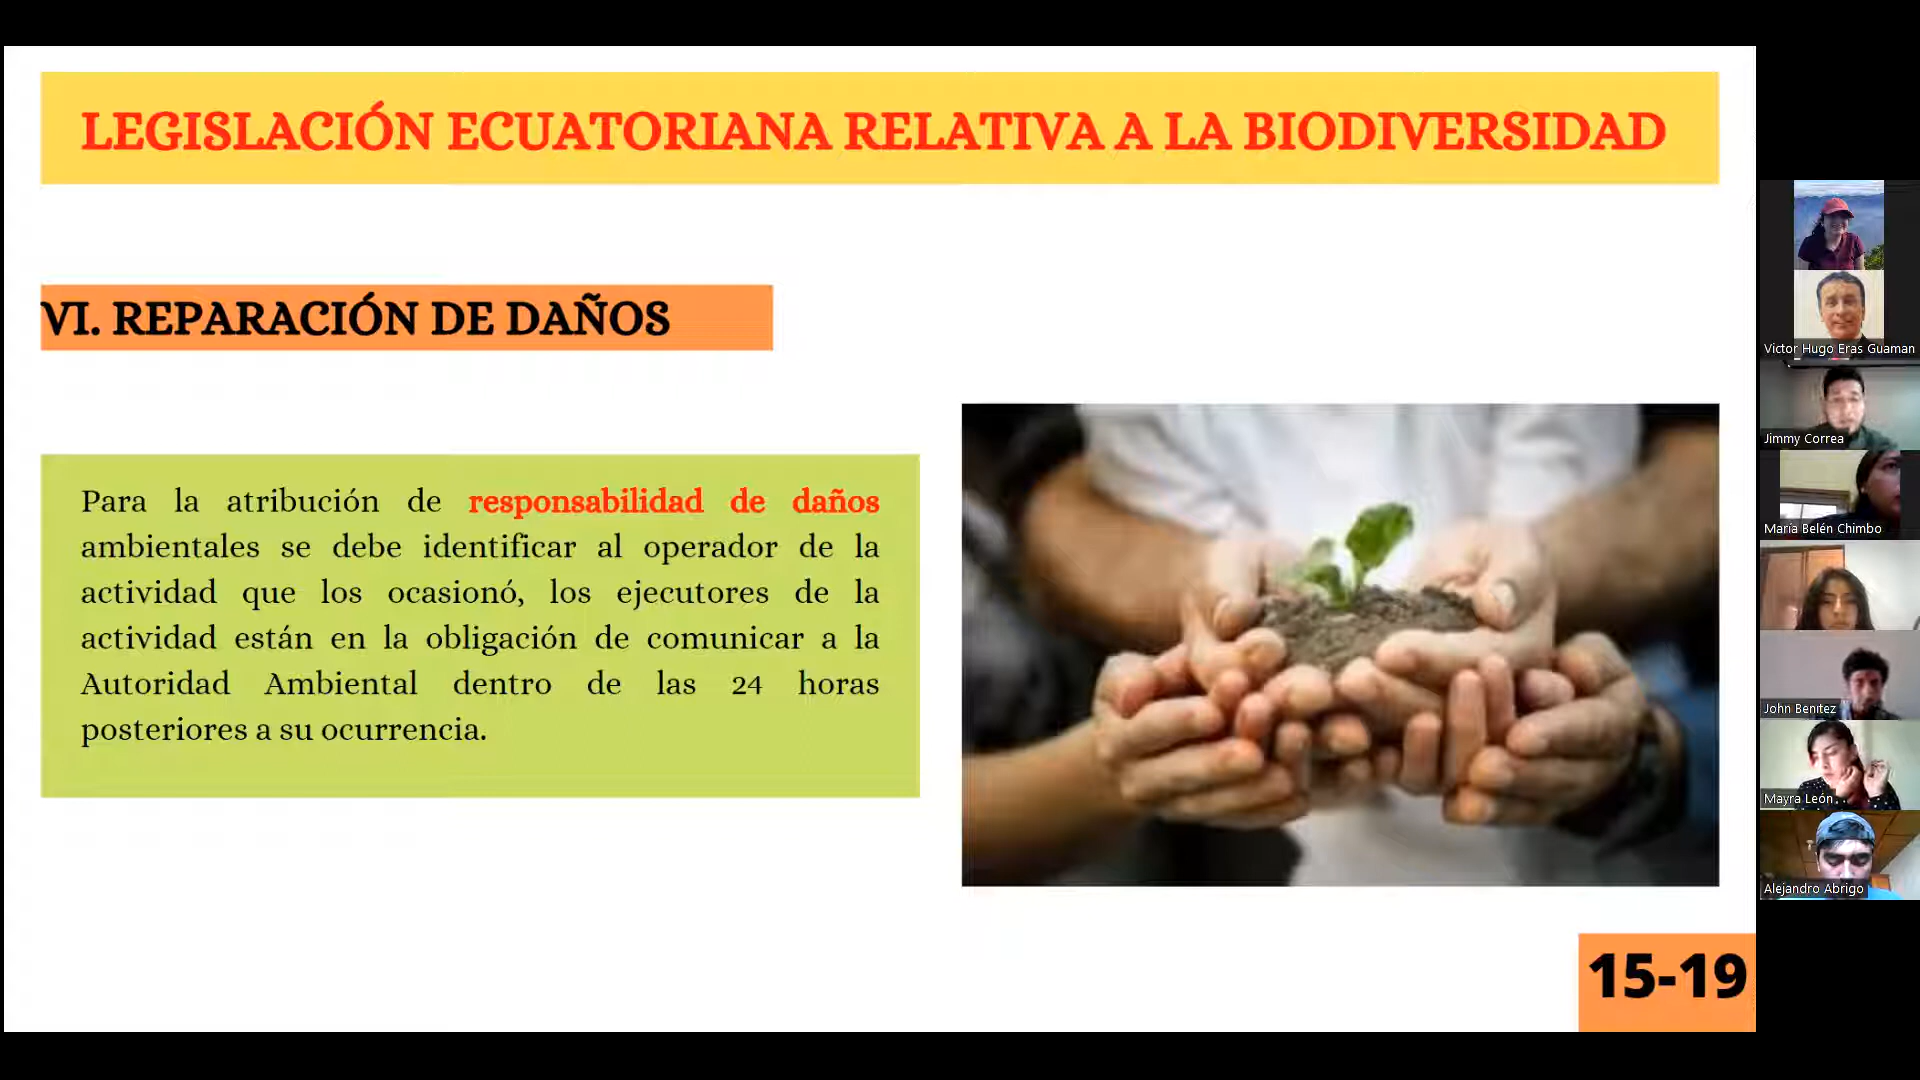 LEGISLACIÓN ECUATORIANA RELATIVA A LA BIODIVERSIDAD
VI. REPARACIÓN DE DAÑOS
Para la atribución de responsabilidad de daños
ambientales se debe identificar al operador de la
actividad que los ocasionó, los ejecutores de la
actividad están en la obligación de comunicar a la
Autoridad Ambiental dentro de las 24 horas
posteriores a su ocurrencia.
15-19
Victor Hugo Eras Guaman
Jimmy Correa
María Belén Chimbo
John Benitez
Mayra León
Alejandro Abrigo